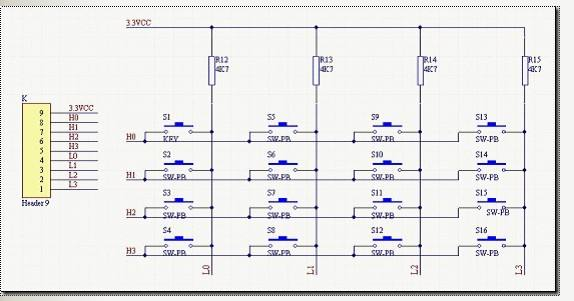 3.3VCC
R12
4K7
R13
4K7
R14
4K7
R15
4K7
K
9 3.3VCC
8 H0
7 H1
6 H2
5 H3
4 L0
3 L1
2 L2
1 L3
Header 9
S1 S5 S9 S13
H0 KEY SW-PB SW-PB SW-PB
S2 S6 S10 S14
H1 SW-PB SW-PB SW-PB SW-PB
S3 S7 S11 S15
H2 SW-PB SW-PB SW-PB SW-PB
S4 S8 S12 S16
H3 SW-PB SW-PB SW-PB SW-PB
L0 L1 L2 L3